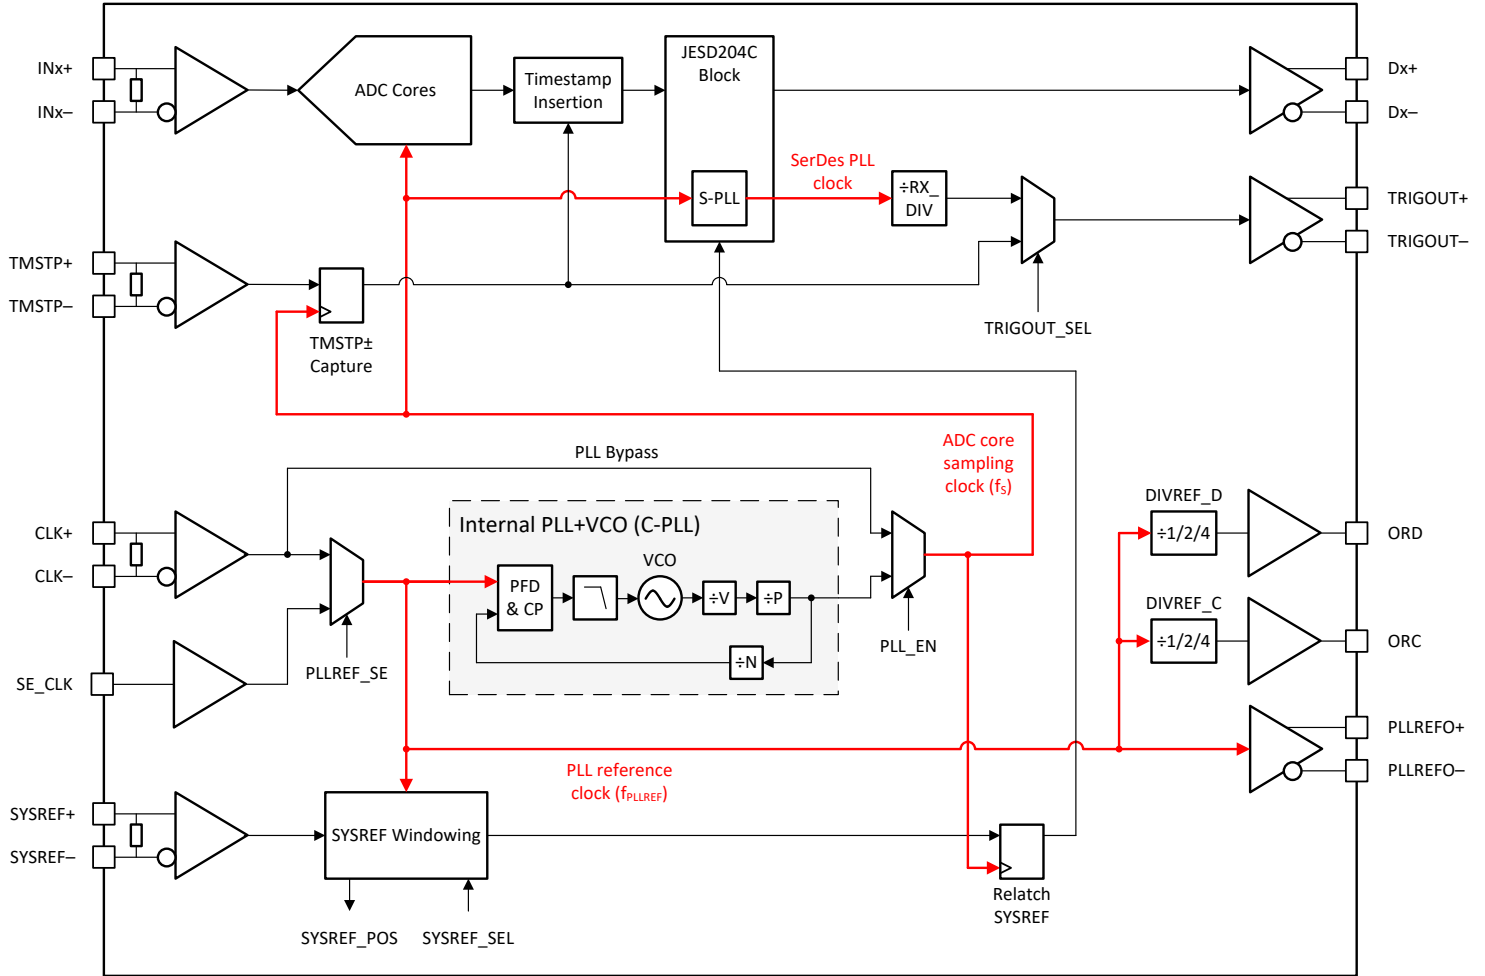 INx+
INx–
ADC Cores
Timestamp
Insertion
JESD204C
Block
Dx+
Dx–
SerDes PLL
clock
S-PLL
÷RX_
DIV
TRIGOUT+
TRIGOUT–
TMSTP+
TMSTP–
TMSTP±
Capture
TRIGOUT_SEL
PLL Bypass
ADC core
sampling
clock (fS)
CLK+
CLK–
Internal PLL+VCO (C-PLL)
VCO
PFD
& CP
÷V
÷P
÷N
PLL_EN
PLLREF_SE
SE_CLK
DIVREF_D
÷1/2/4
ORD
DIVREF_C
÷1/2/4
ORC
PLLREFO+
PLLREFO–
PLL reference
clock (fPLLREF)
SYSREF+
SYSREF–
SYSREF Windowing
Relatch
SYSREF
SYSREF_POS
SYSREF_SEL